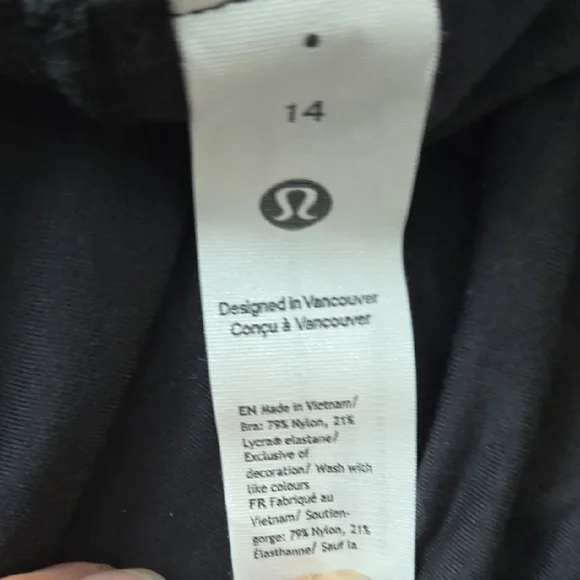 14
Designed in Vancouver
Conçu à Vancouver
EN Made in Vietnam/
Bra: 79% Nylon, 21%
Lycra® elastane/
Exclusive of
decoration/ Wash with
like colours
FR Fabriqué au
Vietnam/ Soutien-
gorge: 79% Nylon, 21%
Élasthanne/ Sauf la